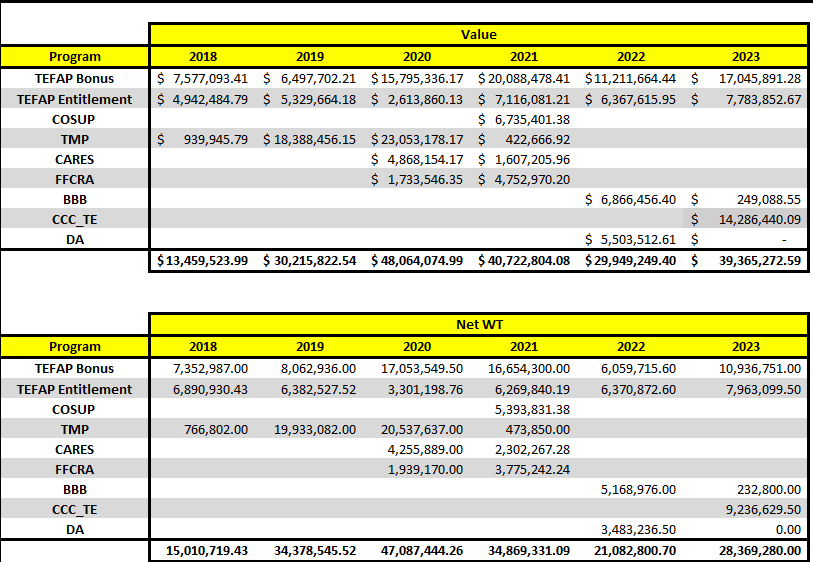 Value
Program 2018 2019 2020 2021 2022 2023
TEFAP Bonus $ 7,577,093.41 $ 6,497,702.21 $ 15,795,336.17 $ 20,088,478.41 $ 11,211,664.44 $ 17,045,891.28
TEFAP Entitlement $ 4,942,484.79 $ 5,329,664.18 $ 2,613,860.13 $ 7,116,081.21 $ 6,367,615.95 $ 7,783,852.67
COSUP $ 6,735,401.38
TMP $ 939,945.79 $ 18,388,456.15 $ 23,053,178.17 $ 422,666.92
CARES $ 4,868,154.17 $ 1,607,205.96
FFCRA $ 1,733,546.35 $ 4,752,970.20
BBB $ 6,866,456.40 $ 249,088.55
CCC_TE $ 14,286,440.09
DA $ 5,503,512.61 $ -
$ 13,459,523.99 $ 30,215,822.54 $ 48,064,074.99 $ 40,722,804.08 $ 29,949,249.40 $ 39,365,272.59
Net WT
Program 2018 2019 2020 2021 2022 2023
TEFAP Bonus 7,352,987.00 8,062,936.00 17,053,549.50 16,654,300.00 6,059,715.60 10,936,751.00
TEFAP Entitlement 6,890,930.43 6,382,527.52 3,301,198.76 6,269,840.19 6,370,872.60 7,963,099.50
COSUP 5,393,831.38
TMP 766,802.00 19,933,082.00 20,537,637.00 473,850.00
CARES 4,255,889.00 2,302,267.28
FFCRA 1,939,170.00 3,775,242.24
BBB 5,168,976.00 232,800.00
CCC_TE 9,236,629.50
DA 3,483,236.50 0.00
15,010,719.43 34,378,545.52 47,087,444.26 34,869,331.09 21,082,800.70 28,369,280.00